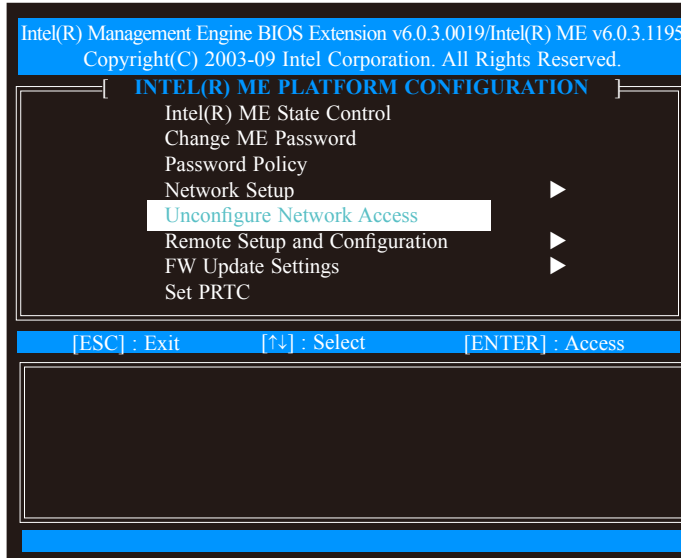 Intel(R) Management Engine BIOS Extension v6.0.3.0019/Intel(R) ME v6.0.3.1195
Copyright(C) 2003-09 Intel Corporation. All Rights Reserved.
[ INTEL(R) ME PLATFORM CONFIGURATION ]
Intel(R) ME State Control
Change ME Password
Password Policy
Network Setup ▶
Unconfigure Network Access
Remote Setup and Configuration ▶
FW Update Settings ▶
Set PRTC
[ESC] : Exit [↑↓] : Select [ENTER] : Access